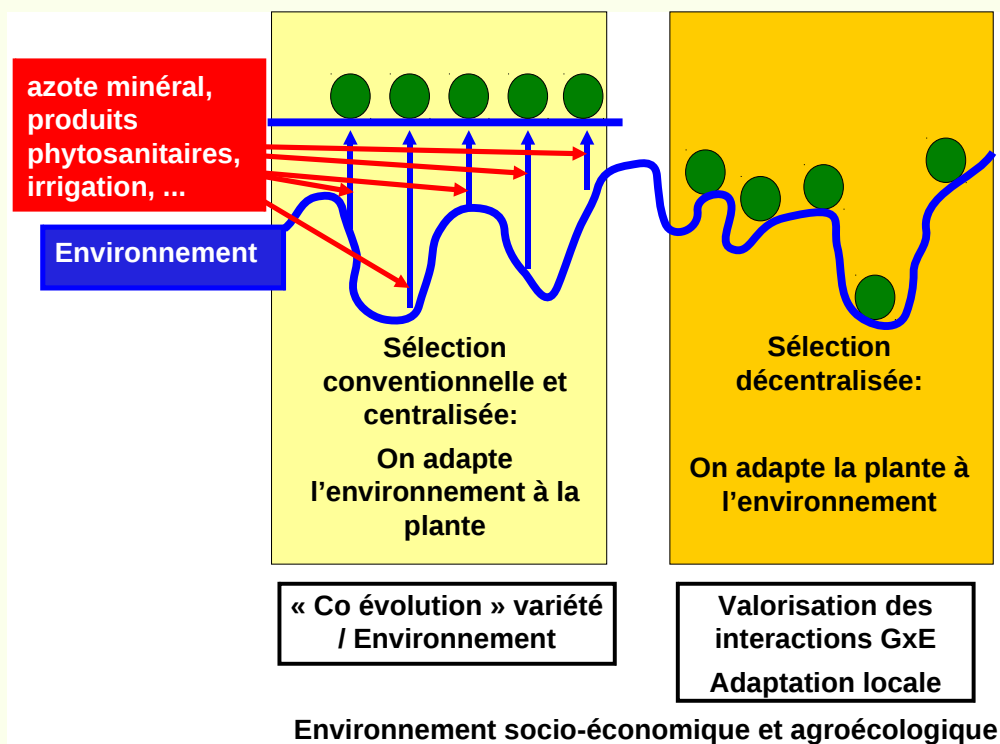 azote minéral,
produits
phytosanitaires,
irrigation, ...
Environnement
Sélection
conventionnelle et
centralisée:
On adapte
l’environnement à la
plante
Sélection
décentralisée:
On adapte la plante à
l’environnement
« Co évolution » variété
/ Environnement
Valorisation des
interactions GxE
Adaptation locale
Environnement socio-économique et agroécologique